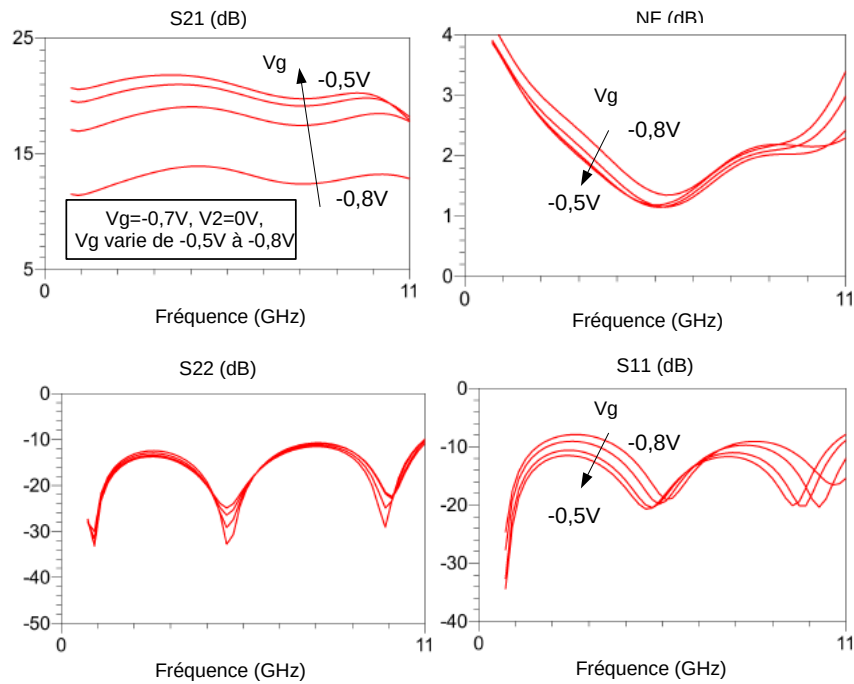 S21 (dB)
25
15
5
0
11
Vg
-0,5V
-0,8V
Vg=-0,7V, V2=0V,
Vg varie de -0,5V à -0,8V
Fréquence (GHz)
NF (dB)
4
3
2
1
0
0
11
Vg
-0,8V
-0,5V
Fréquence (GHz)
S22 (dB)
0
-10
-20
-30
-40
-50
0
11
Fréquence (GHz)
S11 (dB)
0
-10
-20
-30
-40
0
11
Vg
-0,8V
-0,5V
Fréquence (GHz)